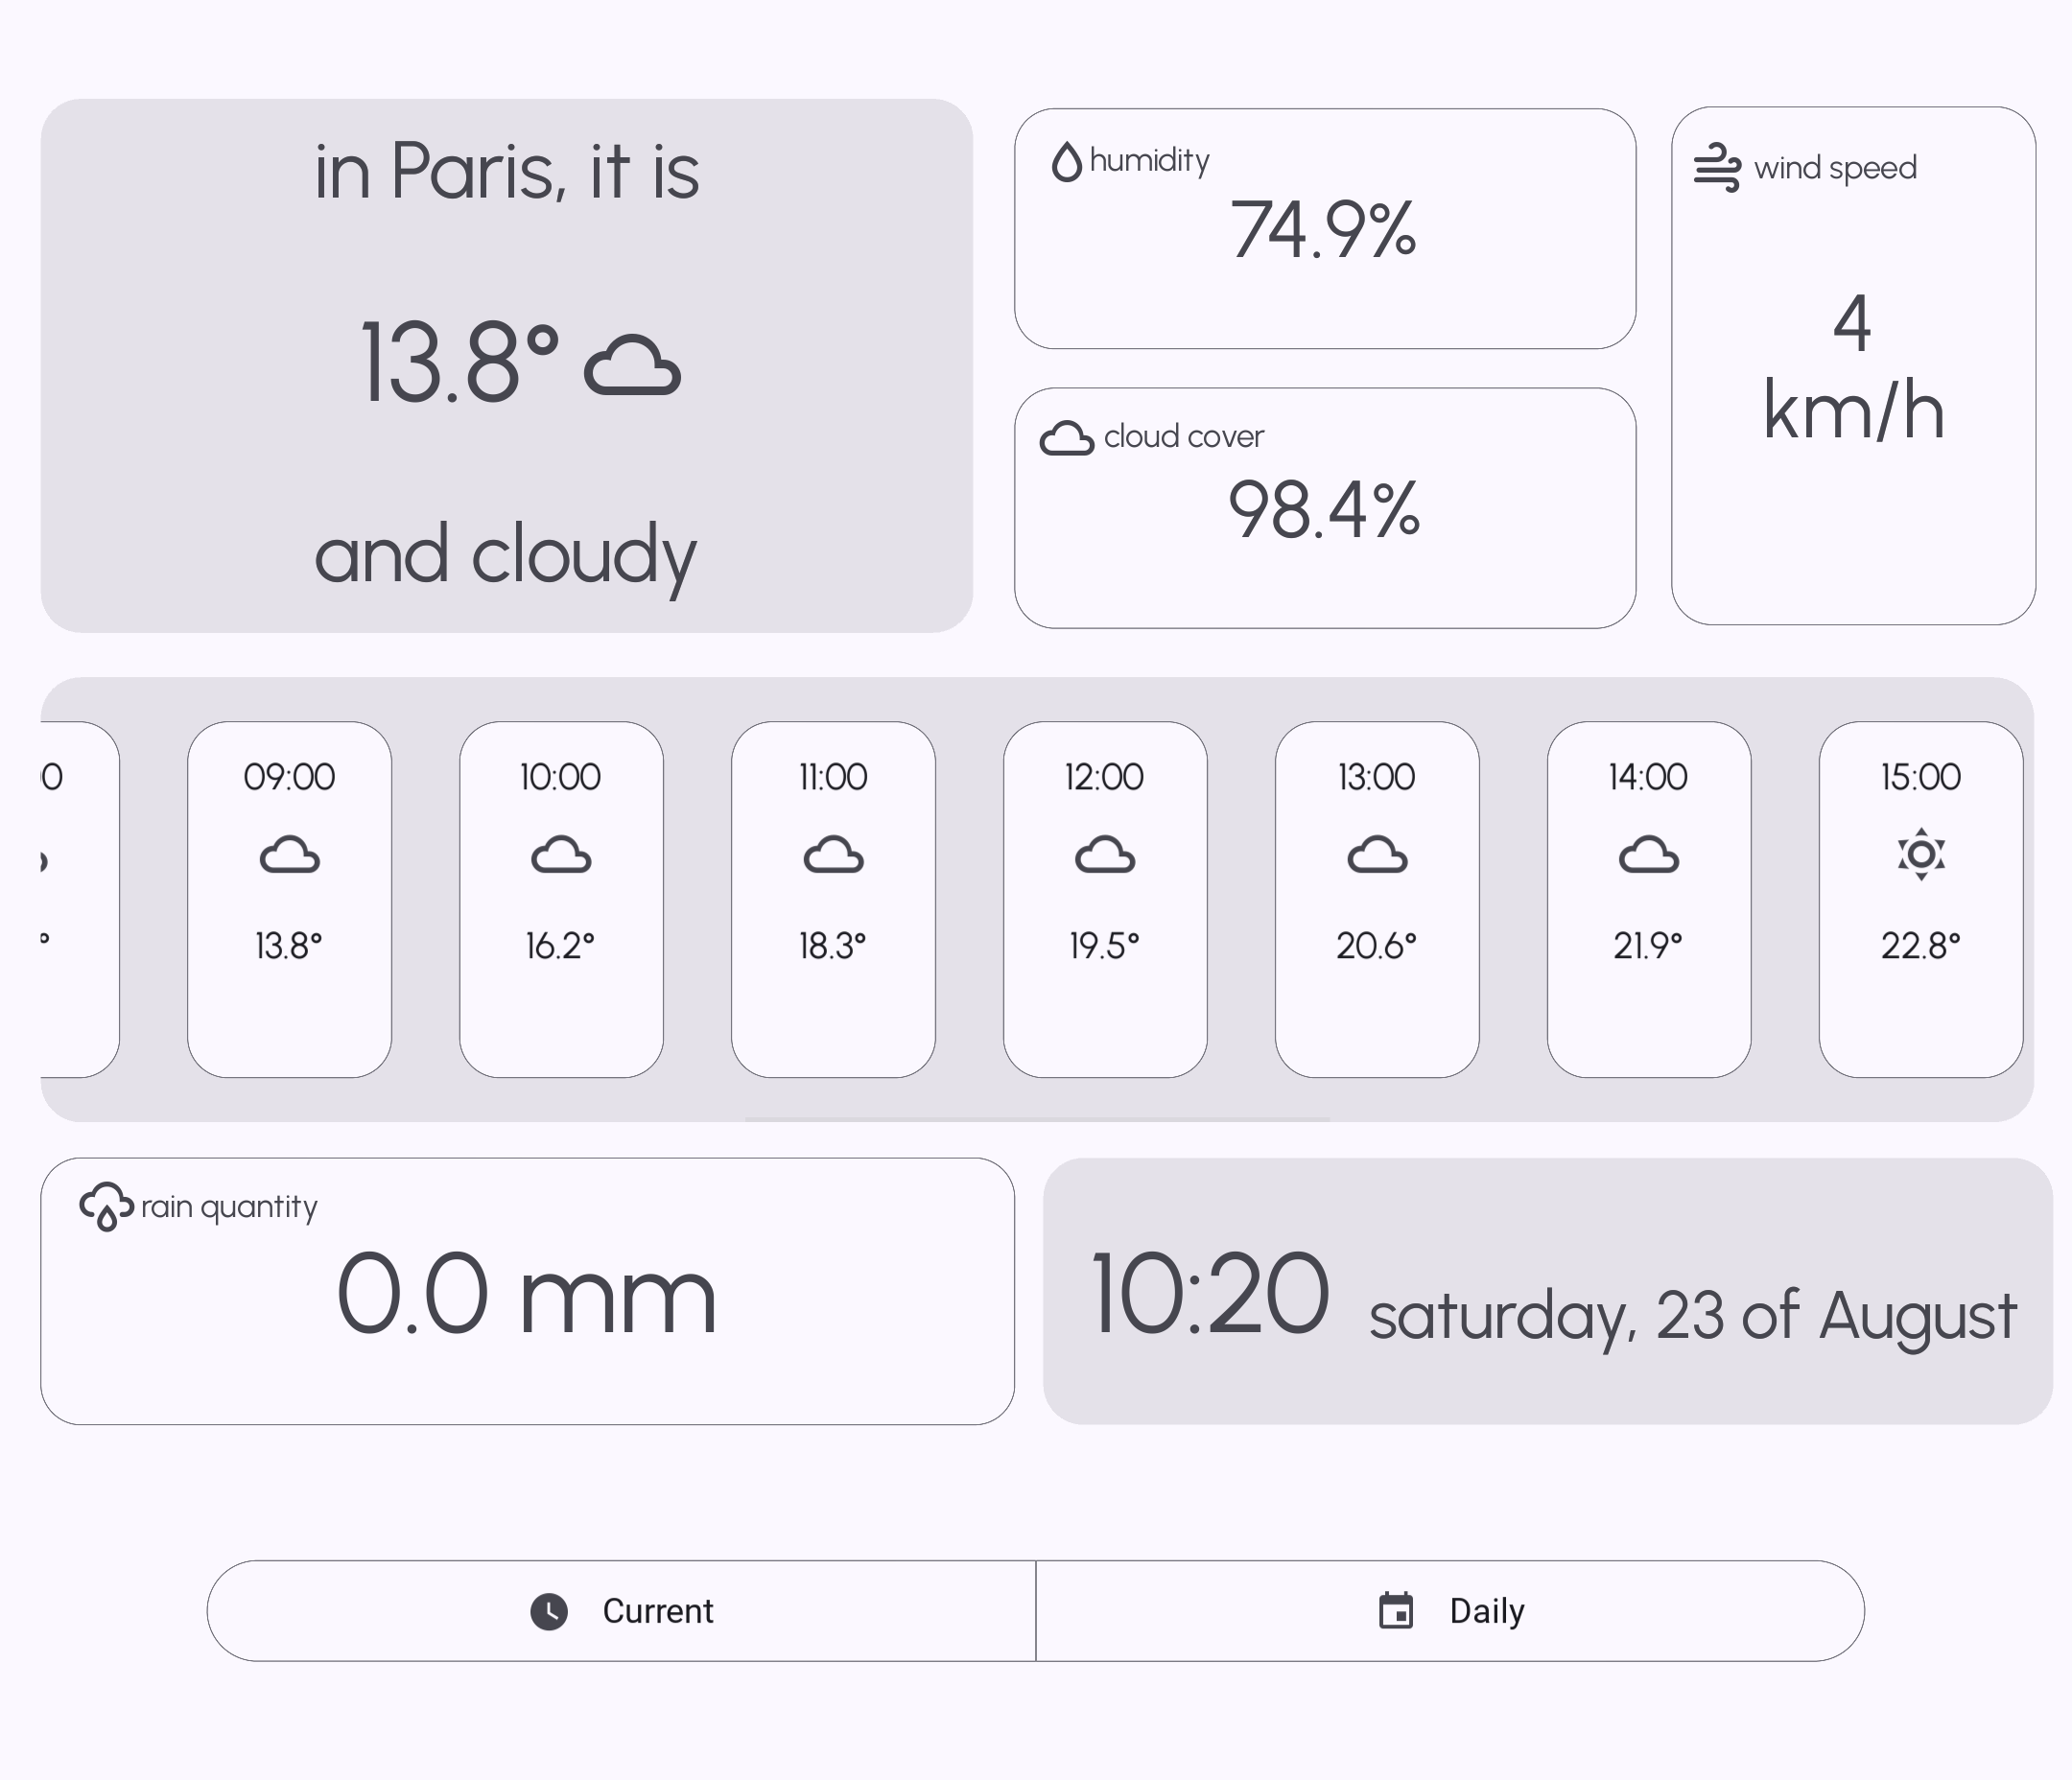 in Paris, it is
13.8°
and cloudy
humidity
74.9%
cloud cover
98.4%
wind speed
4
km/h
09:00
13.8°
10:00
16.2°
11:00
18.3°
12:00
19.5°
13:00
20.6°
14:00
21.9°
15:00
22.8°
rain quantity
0.0 mm
10:20 saturday, 23 of August
Current
Daily